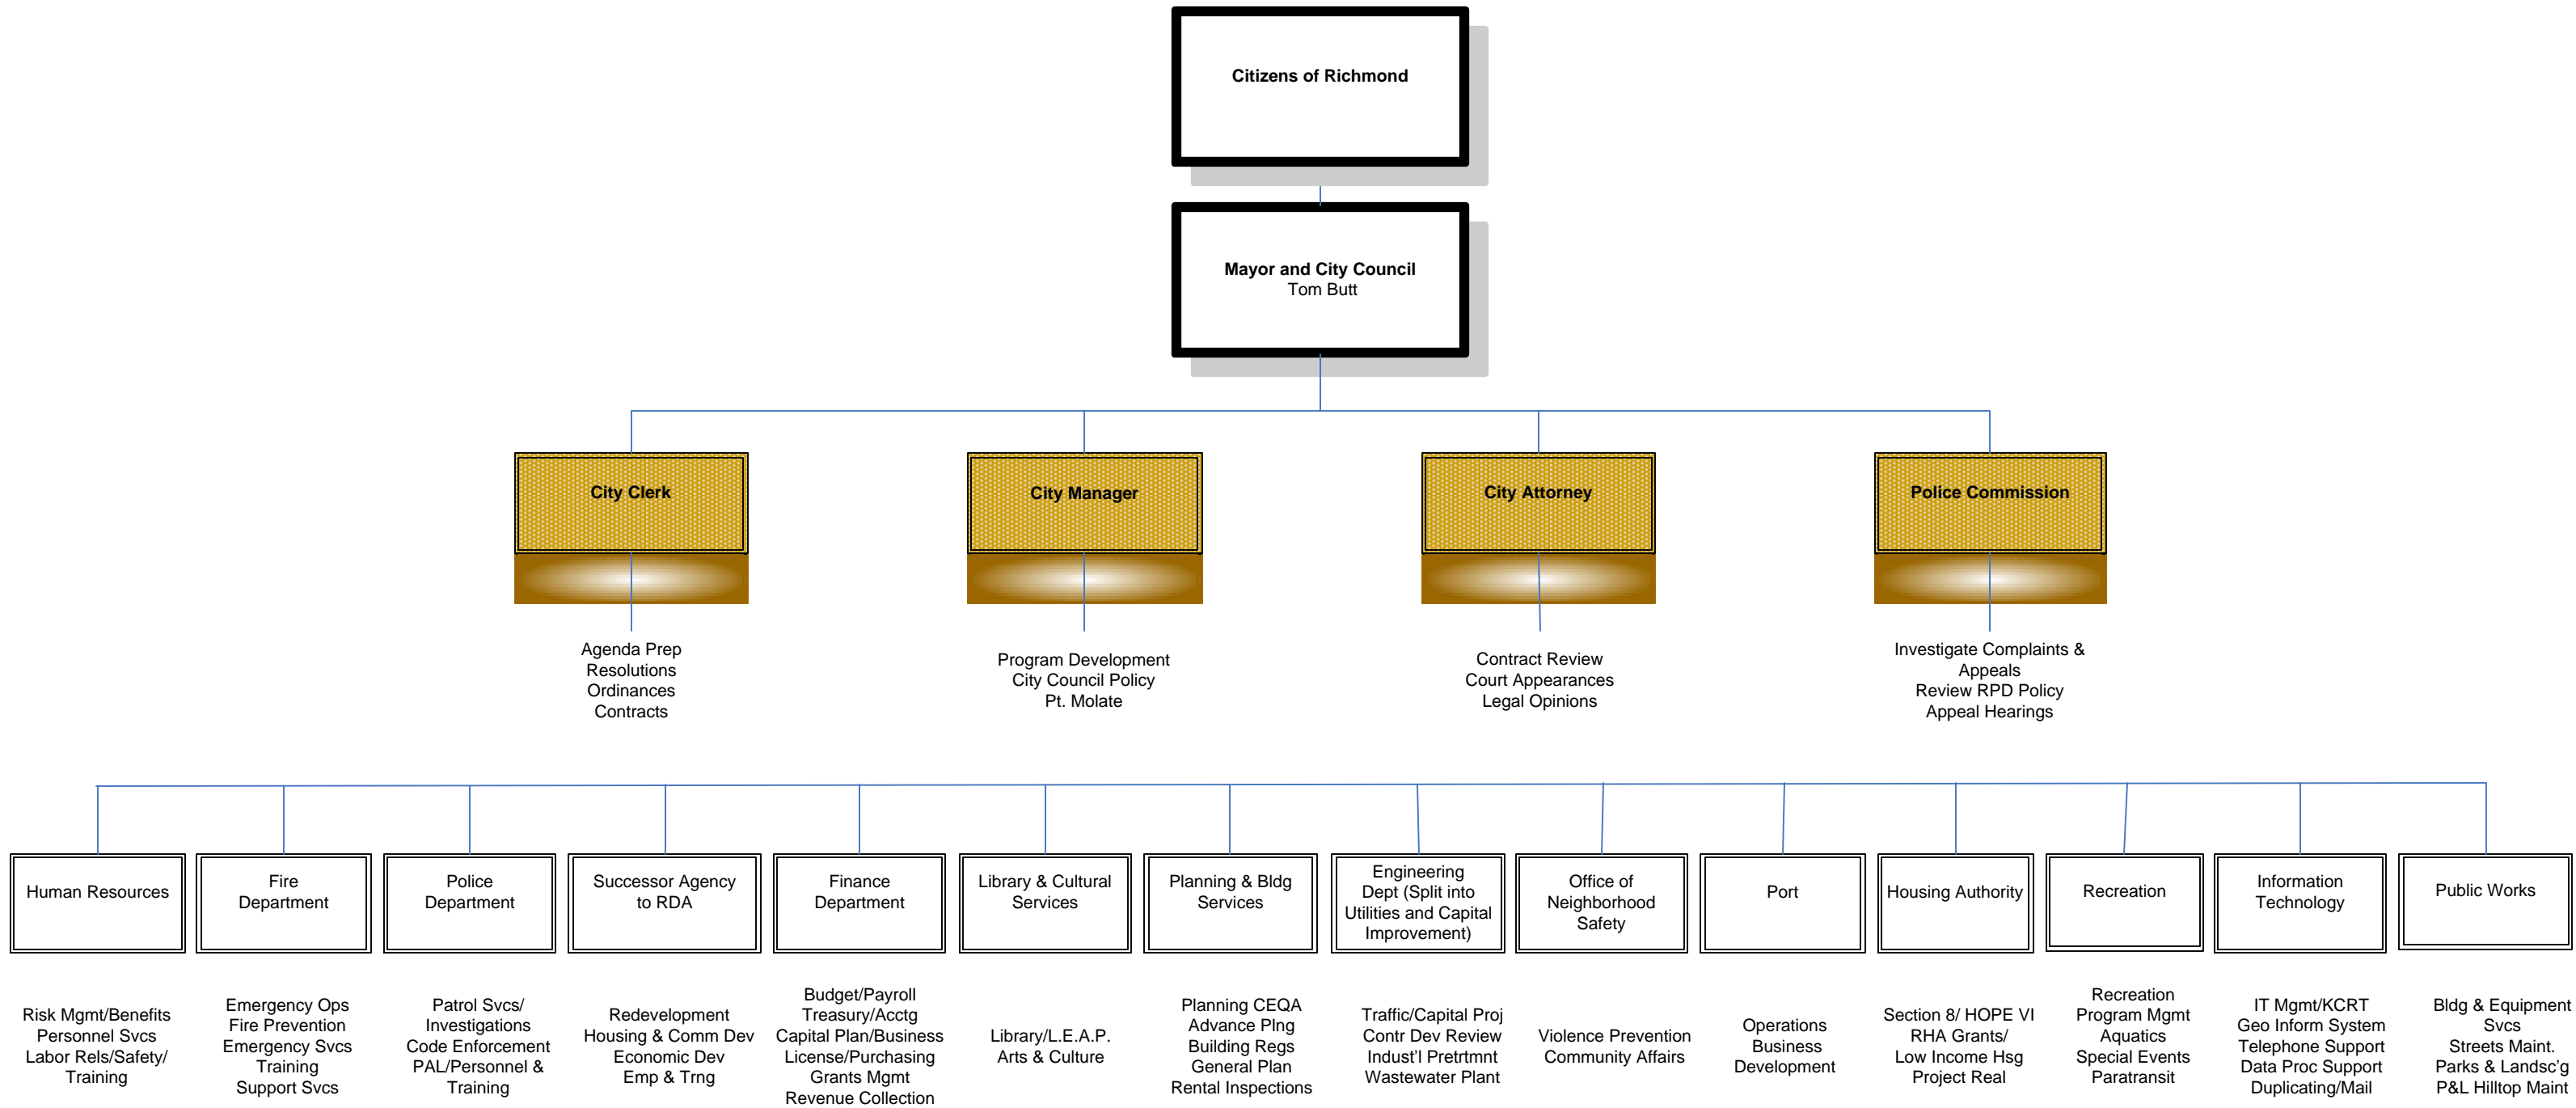 Citizens of Richmond
Mayor and City Council
Tom Butt
City Clerk
City Manager
City Attorney
Police Commission
Agenda Prep
Resolutions
Ordinances
Contracts
Program Development
City Council Policy
Pt. Molate
Contract Review
Court Appearances
Legal Opinions
Investigate Complaints &
Appeals
Review RPD Policy
Appeal Hearings
Human Resources
Fire
Department
Police
Department
Successor Agency
to RDA
Finance
Department
Library & Cultural
Services
Planning & Bldg
Services
Engineering
Dept (Split into
Utilities and Capital
Improvement)
Office of
Neighborhood
Safety
Port
Housing Authority
Recreation
Information
Technology
Public Works
Risk Mgmt/Benefits
Personnel Svcs
Labor Rels/Safety/
Training
Emergency Ops
Fire Prevention
Emergency Svcs
Training
Support Svcs
Patrol Svcs/
Investigations
Code Enforcement
PAL/Personnel &
Training
Redevelopment
Housing & Comm Dev
Economic Dev
Emp & Trng
Budget/Payroll
Treasury/Acctg
Capital Plan/Business
License/Purchasing
Grants Mgmt
Revenue Collection
Library/L.E.A.P.
Arts & Culture
Planning CEQA
Advance Plng
Building Regs
General Plan
Rental Inspections
Traffic/Capital Proj
Contr Dev Review
Indust'l Pretrtmnt
Wastewater Plant
Violence Prevention
Community Affairs
Operations
Business
Development
Section 8/ HOPE VI
RHA Grants/
Low Income Hsg
Project Real
Recreation
Program Mgmt
Aquatics
Special Events
Paratransit
IT Mgmt/KCRT
Geo Inform System
Telephone Support
Data Proc Support
Duplicating/Mail
Bldg & Equipment
Svcs
Streets Maint.
Parks & Landsc'g
P&L Hilltop Maint